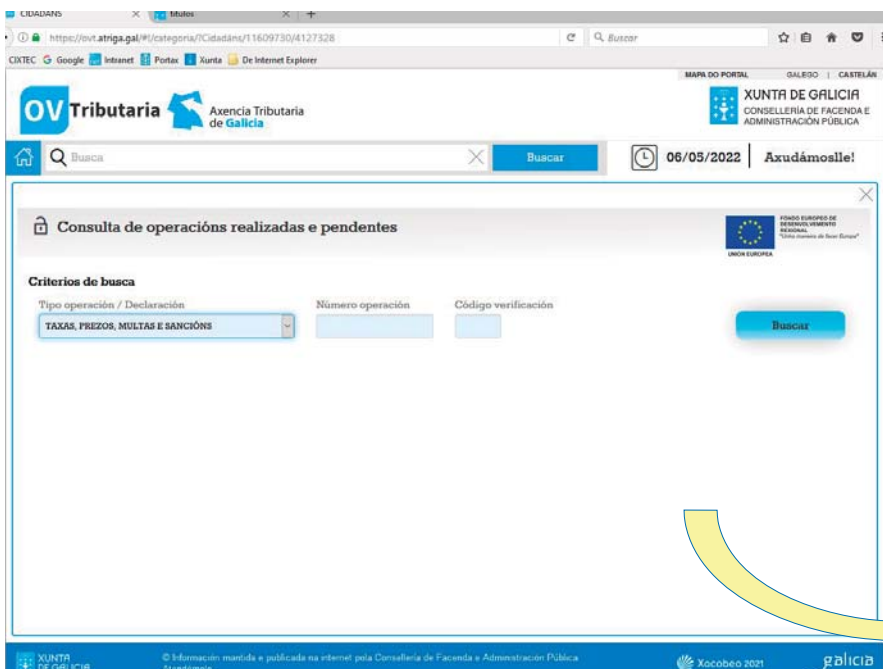 CIDADÁNS × títulos × +
https://ovt.atriga.gal/#!/categoria/?Cidadáns/11609730/4127328 Buscar
CIXTEC Google Intranet Portax Xunta De Internet Explorer
MAPA DO PORTAL GALEGO | CASTELÁN
OV Tributaria Axencia Tributaria
de Galicia
XUNTA DE GALICIA
CONSELLERÍA DE FACENDA E
ADMINISTRACIÓN PÚBLICA
Busca Buscar 06/05/2022 Axudámoslle!
Consulta de operacións realizadas e pendentes
UNIÓN EUROPEA
FONDO EUROPEO DE
DESENVOLVEMENTO
REXIONAL
"Unha maneira de facer Europa"
Criterios de busca
Tipo operación / Declaración Número operación Código verificación
TAXAS, PREZOS, MULTAS E SANCIÓNS Buscar
XUNTA
DE GALICIA
© Información mantida e publicada na internet pola Consellería de Facenda e Administración Pública
Atendémolo
Xacobeo 2021 galicia